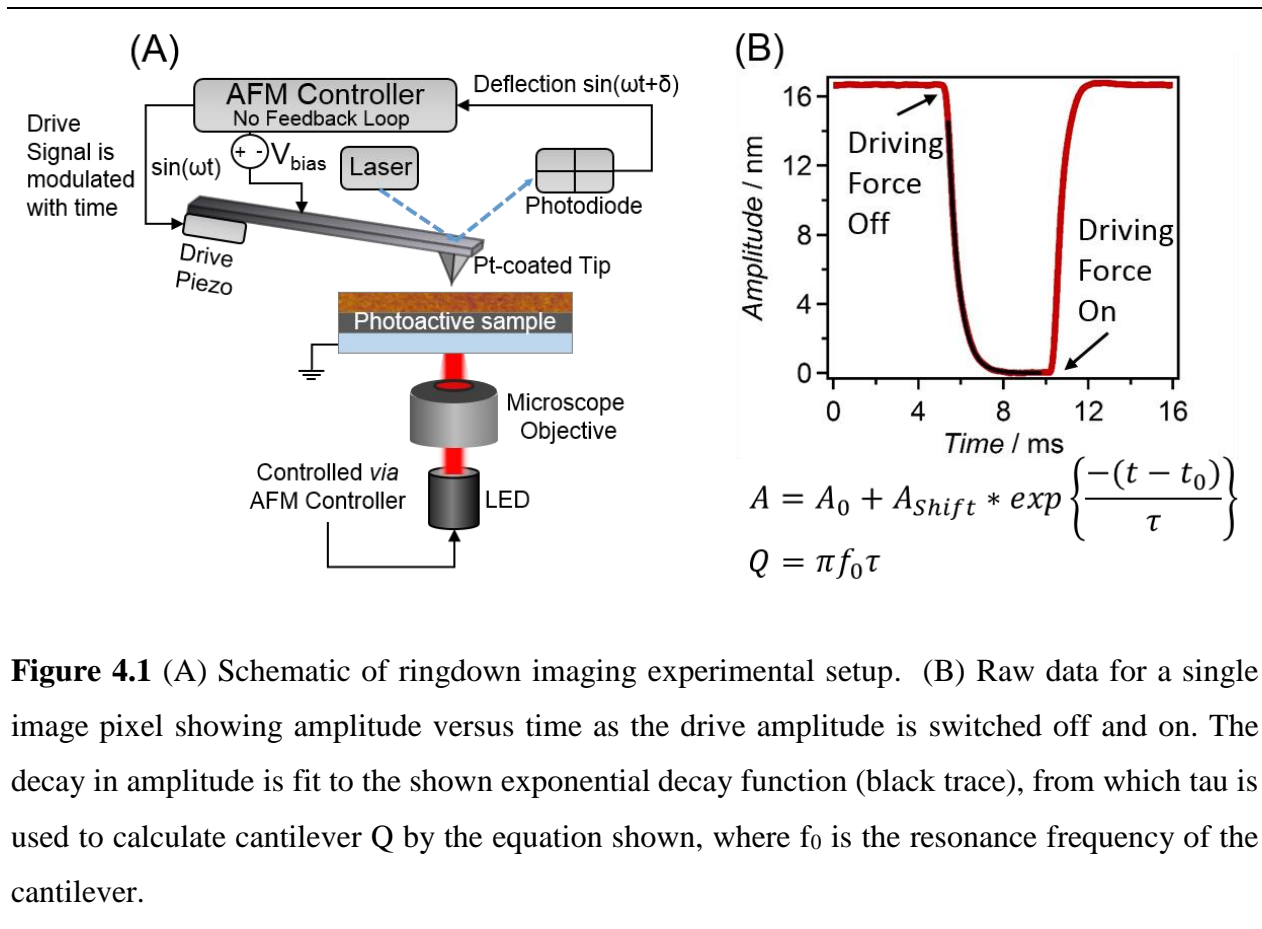 (A)
AFM Controller
No Feedback Loop
Deflection sin(ωt+δ)
Drive
Signal is
modulated
with time
sin(ωt)
+ -
V_bias
Laser
Photodiode
Drive
Piezo
Pt-coated Tip
Photoactive sample
Microscope
Objective
Controlled via
AFM Controller
LED
(B)
Amplitude / nm
16
12
8
4
0
Driving
Force
Off
Driving
Force
On
0 4 8 12 16
Time / ms
A = A_0 + A_Shift * exp{-(t - t_0)/τ}
Q = πf_0τ
Figure 4.1 (A) Schematic of ringdown imaging experimental setup. (B) Raw data for a single
image pixel showing amplitude versus time as the drive amplitude is switched off and on. The
decay in amplitude is fit to the shown exponential decay function (black trace), from which tau is
used to calculate cantilever Q by the equation shown, where f_0 is the resonance frequency of the
cantilever.